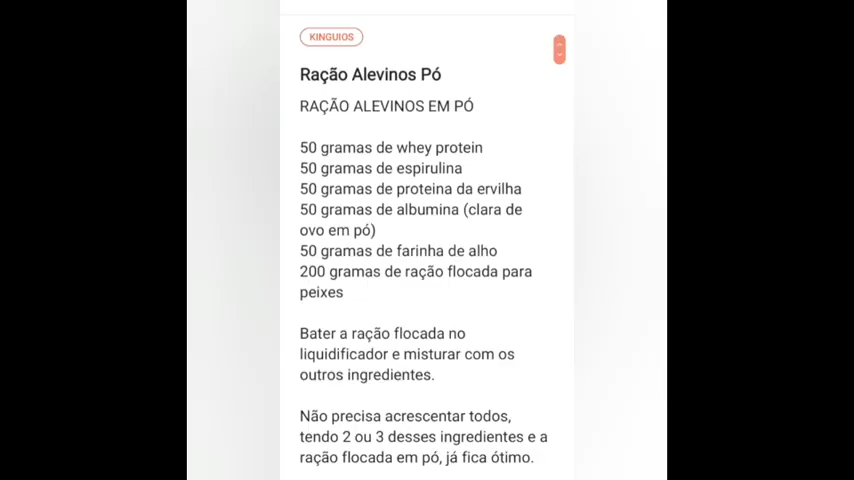 KINGUIOS
Ração Alevinos Pó
RAÇÃO ALEVINOS EM PÓ
50 gramas de whey protein
50 gramas de espirulina
50 gramas de proteina da ervilha
50 gramas de albumina (clara de
ovo em pó)
50 gramas de farinha de alho
200 gramas de ração flocada para
peixes
Bater a ração flocada no
liquidificador e misturar com os
outros ingredientes.
Não precisa acrescentar todos,
tendo 2 ou 3 desses ingredientes e a
ração flocada em pó, já fica ótimo.